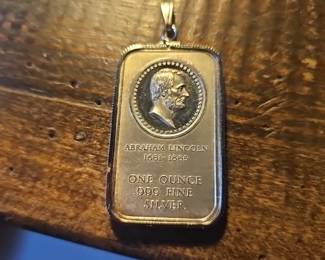 ABRAHAM LINCOLN
ONE OUNCE
999 FINE
SILVER